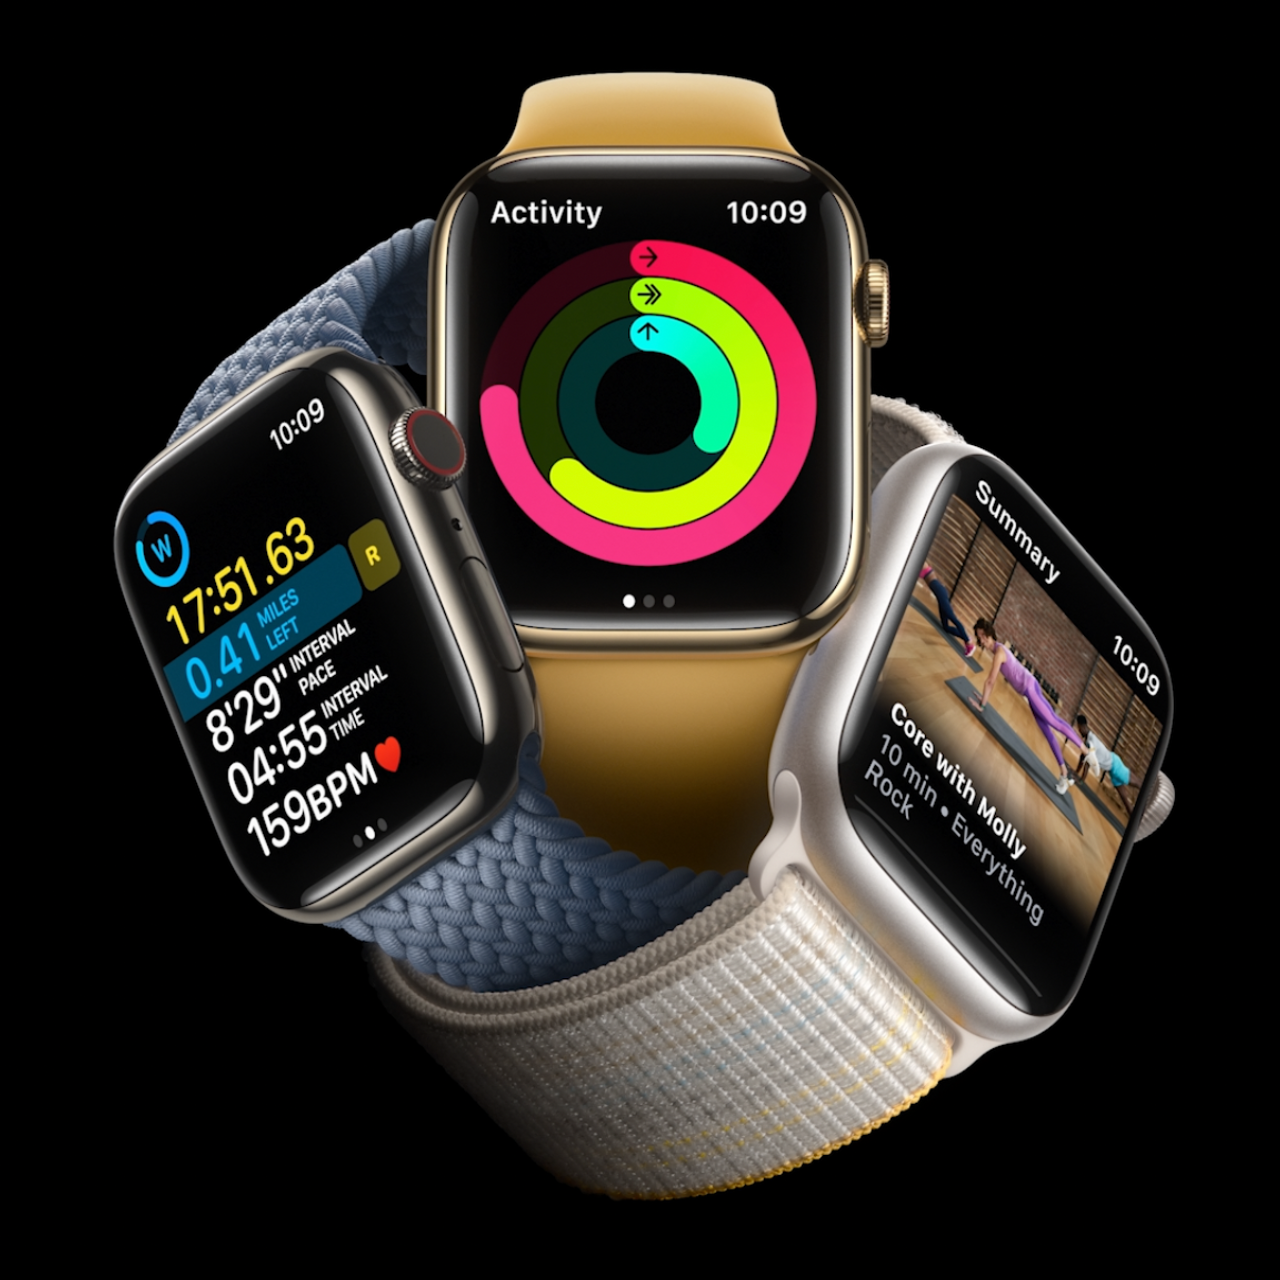 Activity
10:09
10:09
W
17:51.63
R
0.41 MILES LEFT
8'29" INTERVAL PACE
04:55 INTERVAL TIME
159BPM
Summary
10:09
Core with Molly
10 min • Everything
Rock